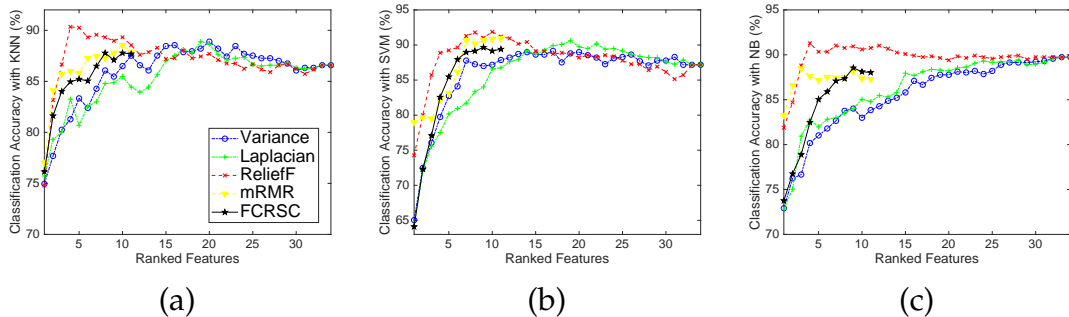 Classification Accuracy with KNN (%)
90
85
80
75
70
5
10
15
20
25
30
Ranked Features
Variance
Laplacian
ReliefF
mRMR
FCRSC
(a)
Classification Accuracy with SVM (%)
95
90
85
80
75
70
65
5
10
15
20
25
30
Ranked Features
(b)
Classification Accuracy with NB (%)
95
90
85
80
75
70
5
10
15
20
25
30
Ranked Features
(c)